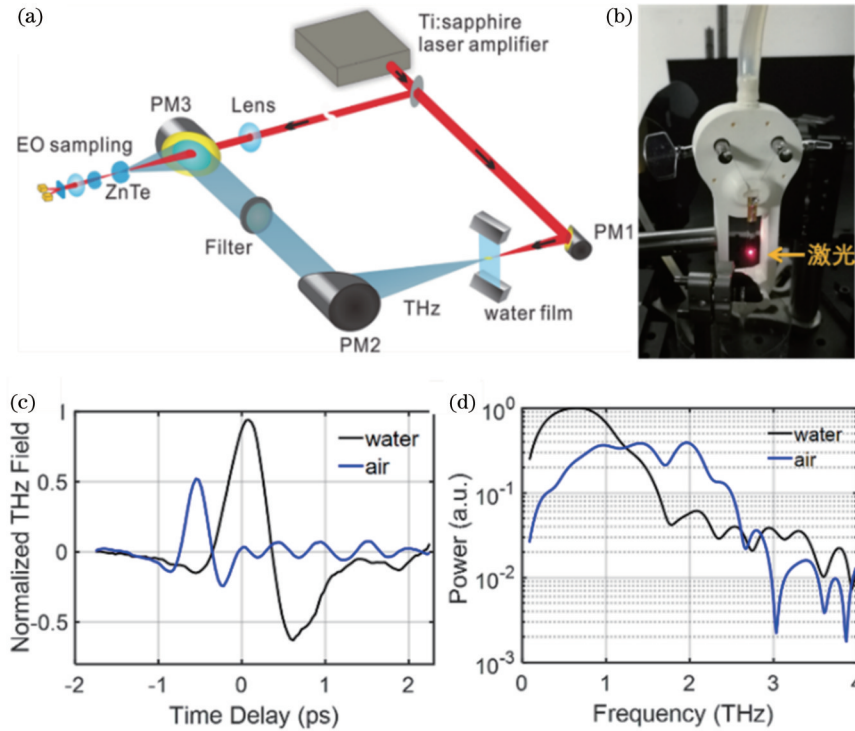 (a)
Ti:sapphire
laser amplifier
PM3
Lens
EO sampling
ZnTe
Filter
PM1
THz
water film
PM2
(b)
激光
(c)
Normalized THz Field
1
0.5
0
-0.5
-2
-1
0
1
2
Time Delay (ps)
water
air
(d)
Power (a.u.)
10⁰
10⁻¹
10⁻²
10⁻³
0
1
2
3
4
Frequency (THz)
water
air